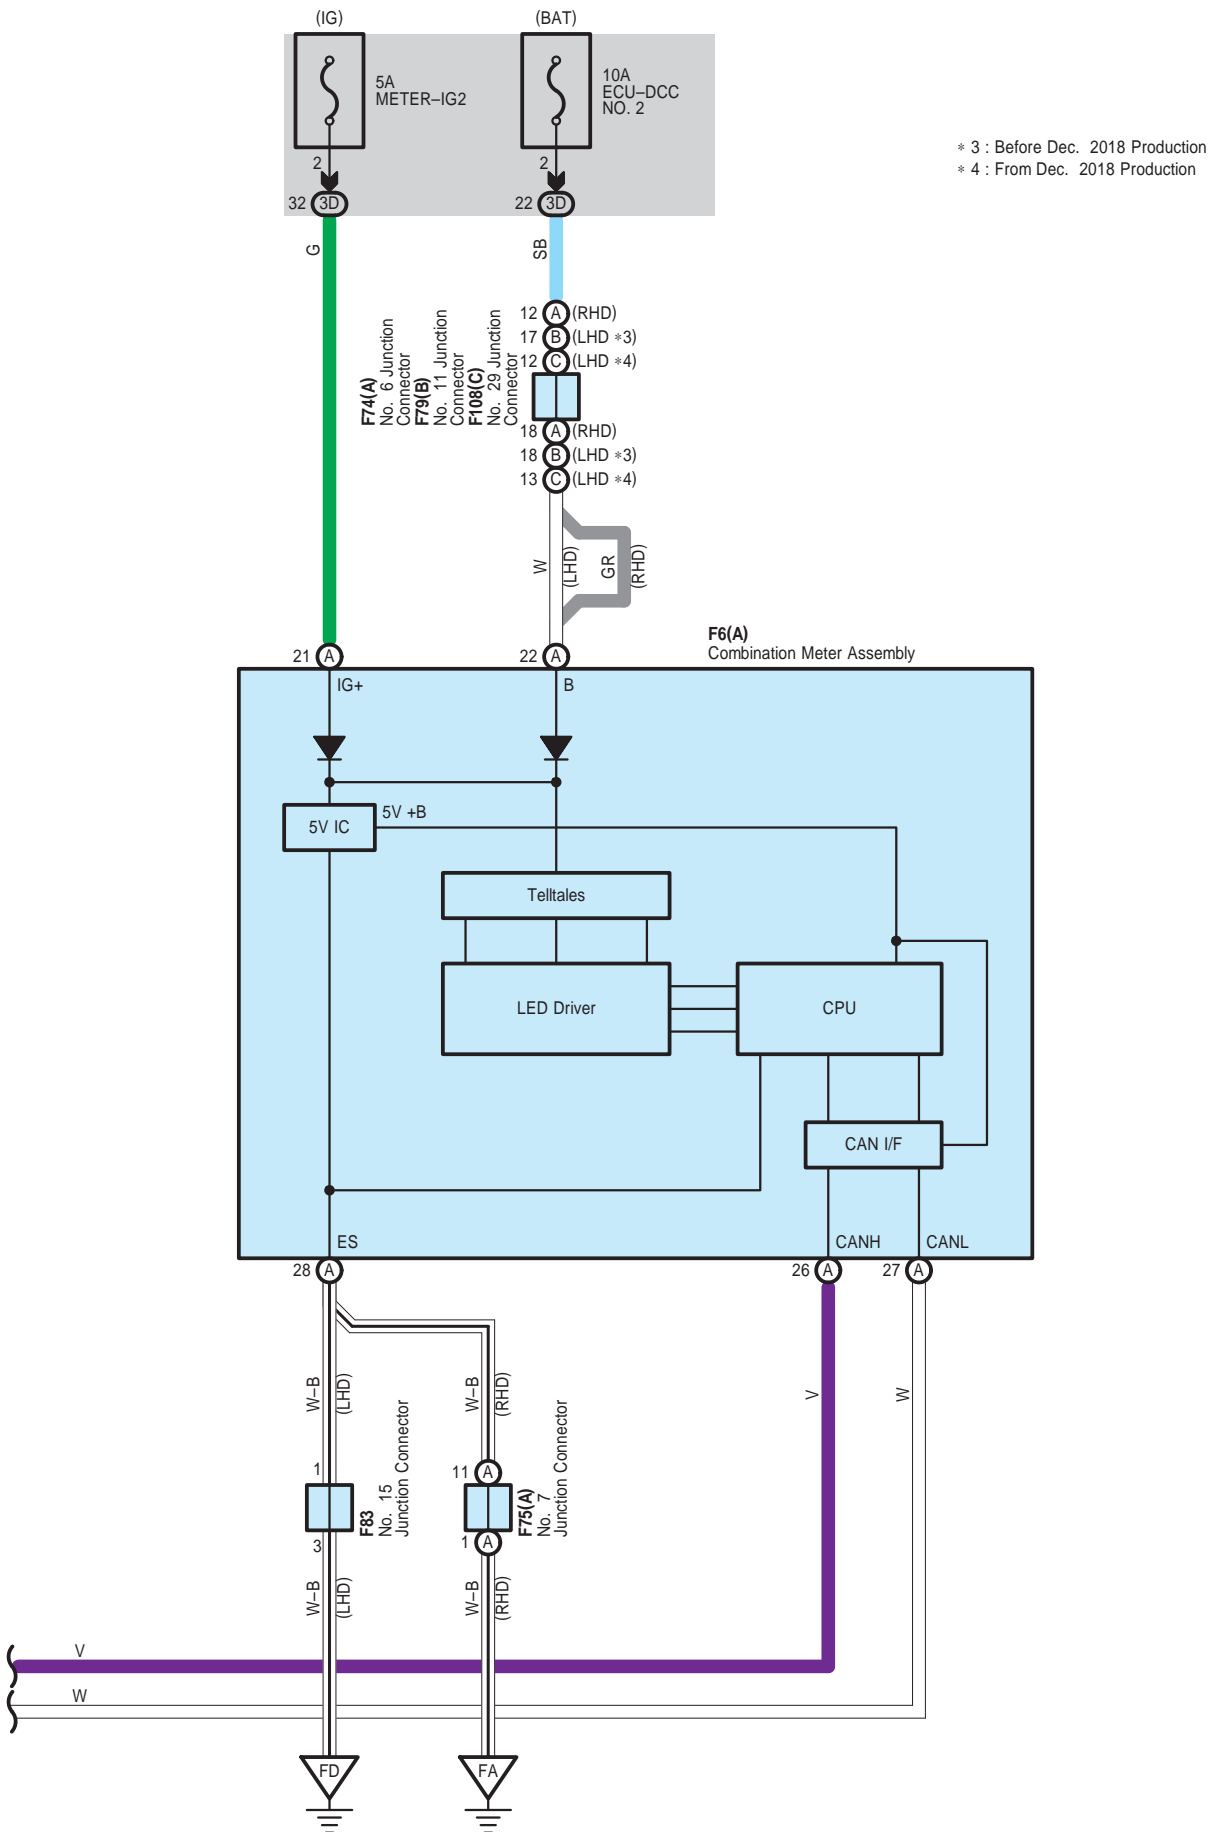 (IG)
(BAT)
5A
METER–IG2
10A
ECU–DCC
NO. 2
∗ 3 : Before Dec. 2018 Production
∗ 4 : From Dec. 2018 Production
2
2
32
3D
22
3D
G
SB
12 A (RHD)
17 B (LHD ∗3)
12 C (LHD ∗4)
F74(A)
No. 6 Junction
Connector
F79(B)
No. 11 Junction
Connector
F108(C)
No. 29 Junction
Connector
18 A (RHD)
18 B (LHD ∗3)
13 C (LHD ∗4)
W
(LHD)
GR
(RHD)
F6(A)
Combination Meter Assembly
21 A
22 A
IG+
B
5V IC
5V +B
Telltales
LED Driver
CPU
CAN I/F
ES
CANH
CANL
28 A
26 A
27 A
W–B
(LHD)
W–B
(RHD)
V
W
1
11 A
F83
No. 15
Junction Connector
F75(A)
No. 7
Junction Connector
3
1 A
W–B
(LHD)
W–B
(RHD)
V
W
FD
FA